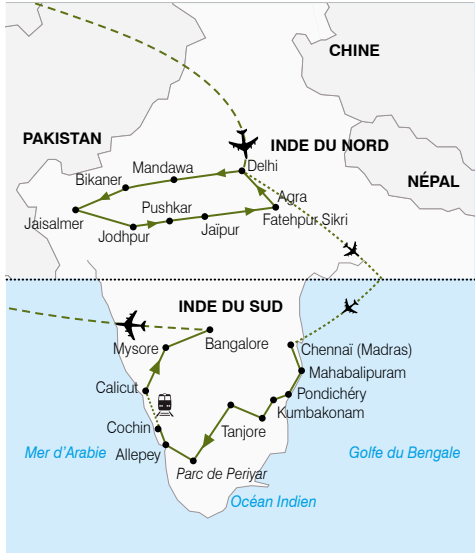 CHINE
PAKISTAN
INDE DU NORD
Delhi
NÉPAL
Mandawa
Bikaner
Agra
Jaisalmer
Pushkar
Fatehpur Sikri
Jodhpur
Jaïpur
INDE DU SUD
Mysore
Bangalore
Chennaï (Madras)
Mahabalipuram
Calicut
Pondichéry
Kumbakonam
Cochin
Tanjore
Mer d'Arabie
Allepey
Golfe du Bengale
Parc de Periyar
Océan Indien